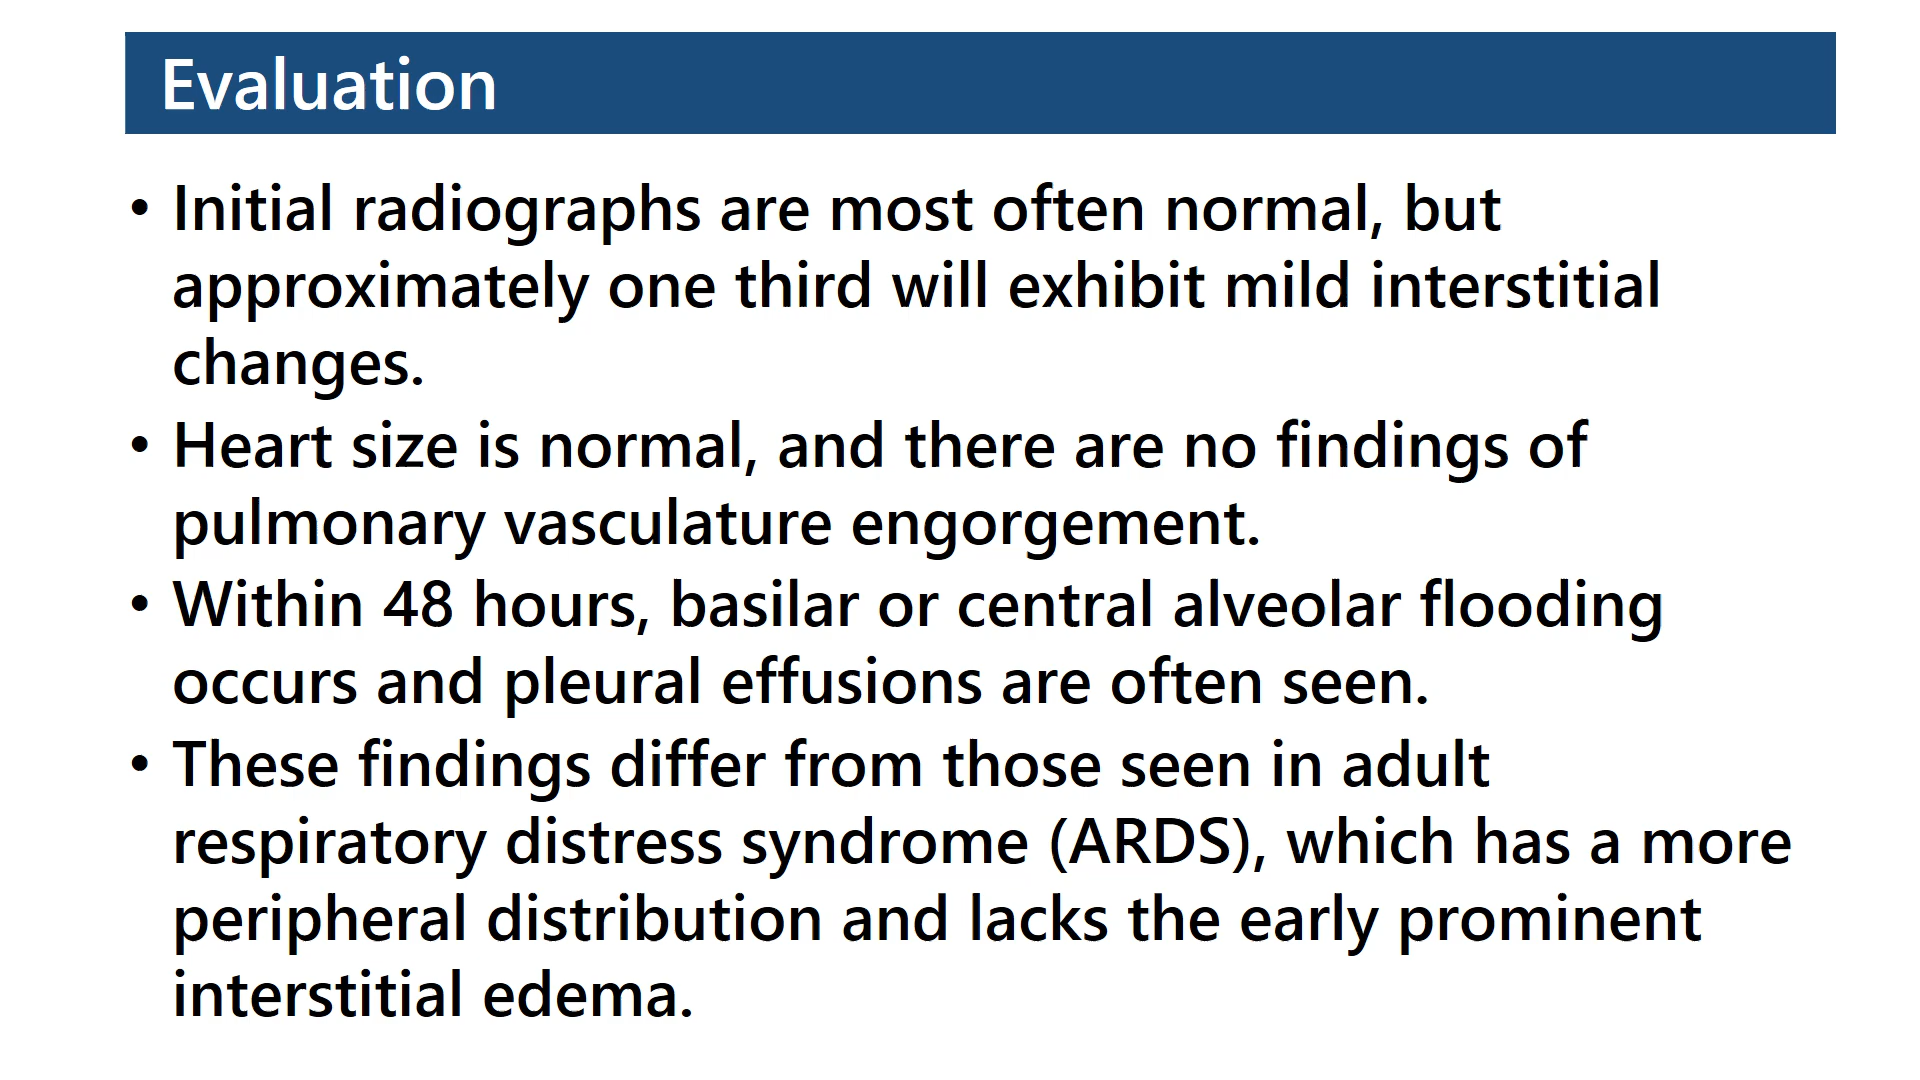 Evaluation
• Initial radiographs are most often normal, but
approximately one third will exhibit mild interstitial
changes.
• Heart size is normal, and there are no findings of
pulmonary vasculature engorgement.
• Within 48 hours, basilar or central alveolar flooding
occurs and pleural effusions are often seen.
• These findings differ from those seen in adult
respiratory distress syndrome (ARDS), which has a more
peripheral distribution and lacks the early prominent
interstitial edema.